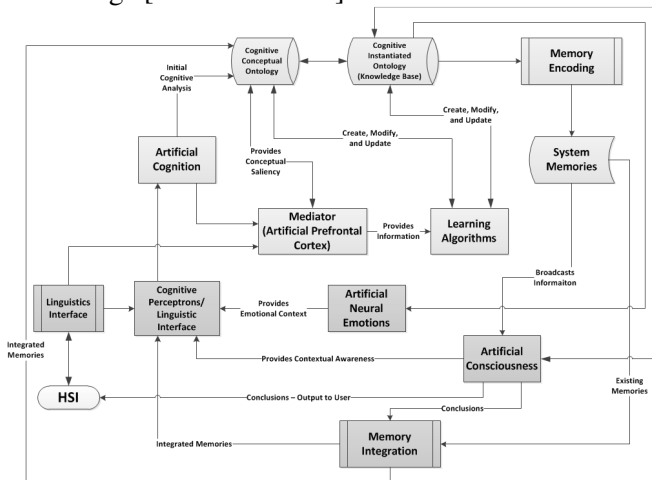 Cognitive
Conceptual
Ontology
Cognitive
Instantiated
Ontology
(Knowledge Base)
Memory
Encoding
Initial
Cognitive
Analysis
Create, Modify,
and Update
Create, Modify,
and Update
Artificial
Cognition
Provides
Conceptual
Saliency
System
Memories
Mediator
(Artificial Prefrontal
Cortex)
Provides
Information
Learning
Algorithms
Broadcasts
Informaiton
Linguistics
Interface
Cognitive
Perceptrons/
Linguistic
Interface
Provides
Emotional Context
Artificial
Neural
Emotions
Integrated
Memories
Provides Contextual Awareness
Artificial
Consciousness
Existing
Memories
HSI
Conclusions – Output to User
Conclusions
Integrated Memories
Memory
Integration